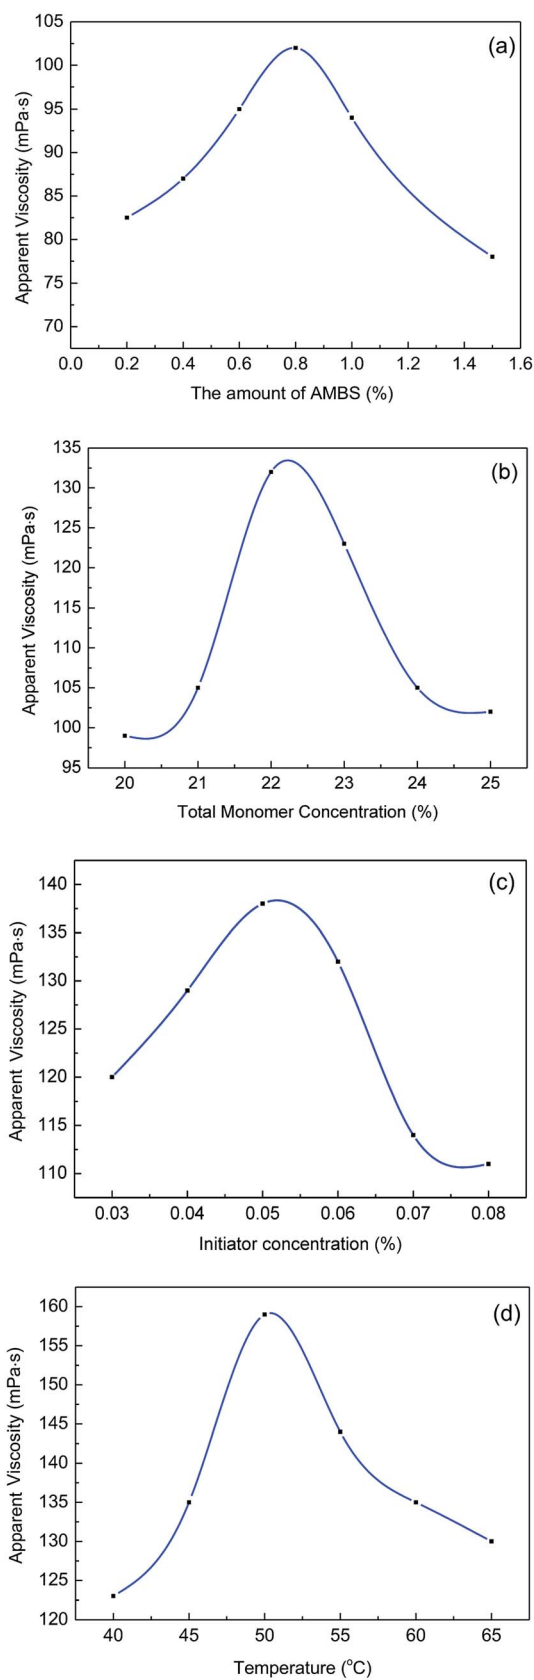 (a)
Apparent Viscosity (mPa·s)
105
100
95
90
85
80
75
70
0.0 0.2 0.4 0.6 0.8 1.0 1.2 1.4 1.6
The amount of AMBS (%)
(b)
Apparent Viscosity (mPa·s)
135
130
125
120
115
110
105
100
95
20 21 22 23 24 25
Total Monomer Concentration (%)
(c)
Apparent Viscosity (mPa·s)
140
135
130
125
120
115
110
0.03 0.04 0.05 0.06 0.07 0.08
Initiator concentration (%)
(d)
Apparent Viscosity (mPa·s)
160
155
150
145
140
135
130
125
120
40 45 50 55 60 65
Temperature (°C)